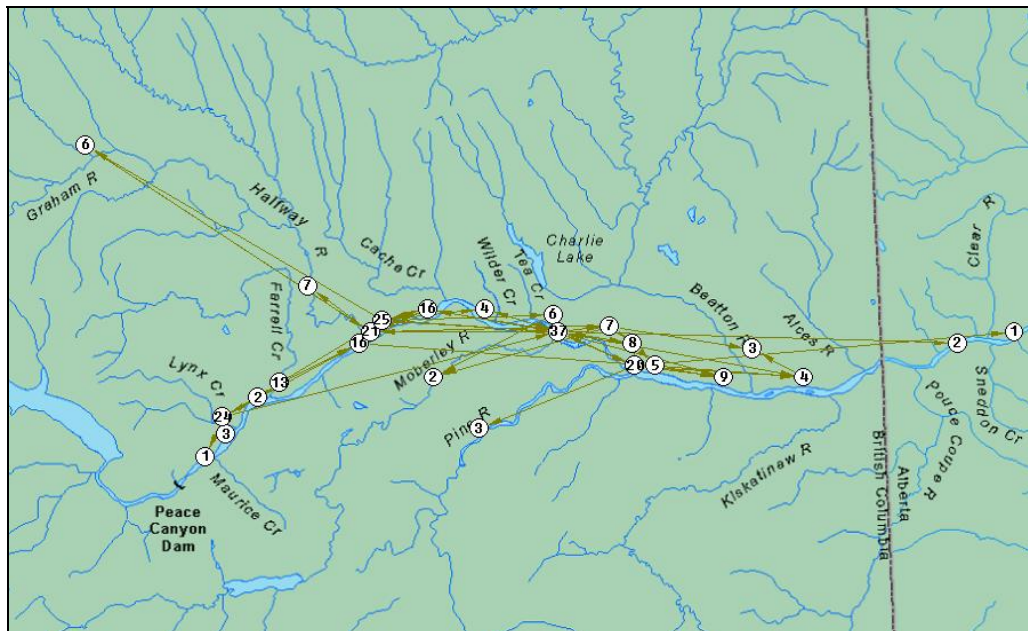 6
Graham R
Halfway
R
7
Cache Cr
Farrell Cr
Wilder Cr
Tea Cr
Charlie
Lake
Clear R
16
4
6
25
21
16
37
7
8
Beatton R
3
Alces R
2
1
Lynx Cr
13
2
24
3
1
Moberley R
2
20
5
9
4
Pine R
3
Maurice Cr
Peace
Canyon
Dam
Kiskatinaw R
British Columbia
Alberta
Pouce Coupe R
Sneddon Cr